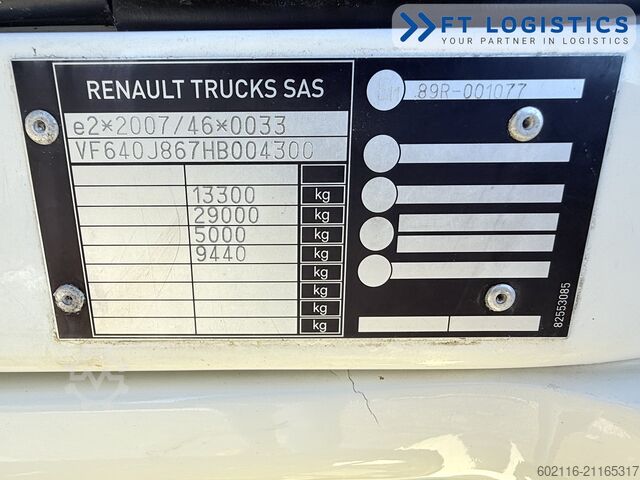 FT LOGISTICS
YOUR PARTNER IN LOGISTICS
RENAULT TRUCKS SAS
89R-001077
e2*2007/46*0033
VF640J867HB004300
13300 kg
29000 kg
5000 kg
9440 kg
kg
kg
kg
kg
82553085
602116-21165317